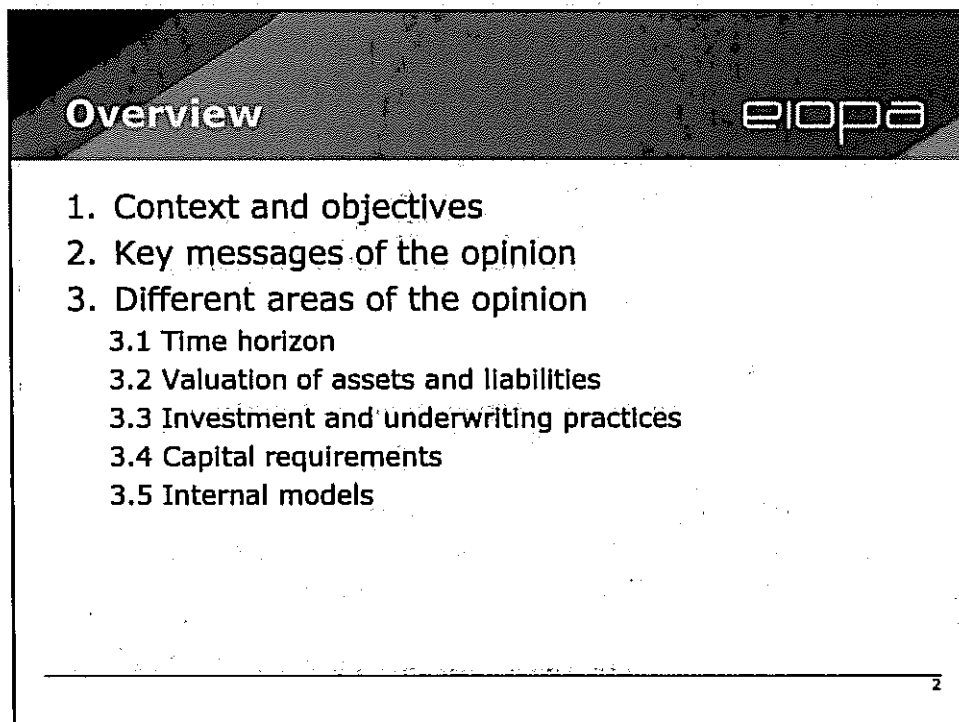 Overview
eiopa
1. Context and objectives
2. Key messages of the opinion
3. Different areas of the opinion
3.1 Time horizon
3.2 Valuation of assets and liabilities
3.3 Investment and underwriting practices
3.4 Capital requirements
3.5 Internal models
2